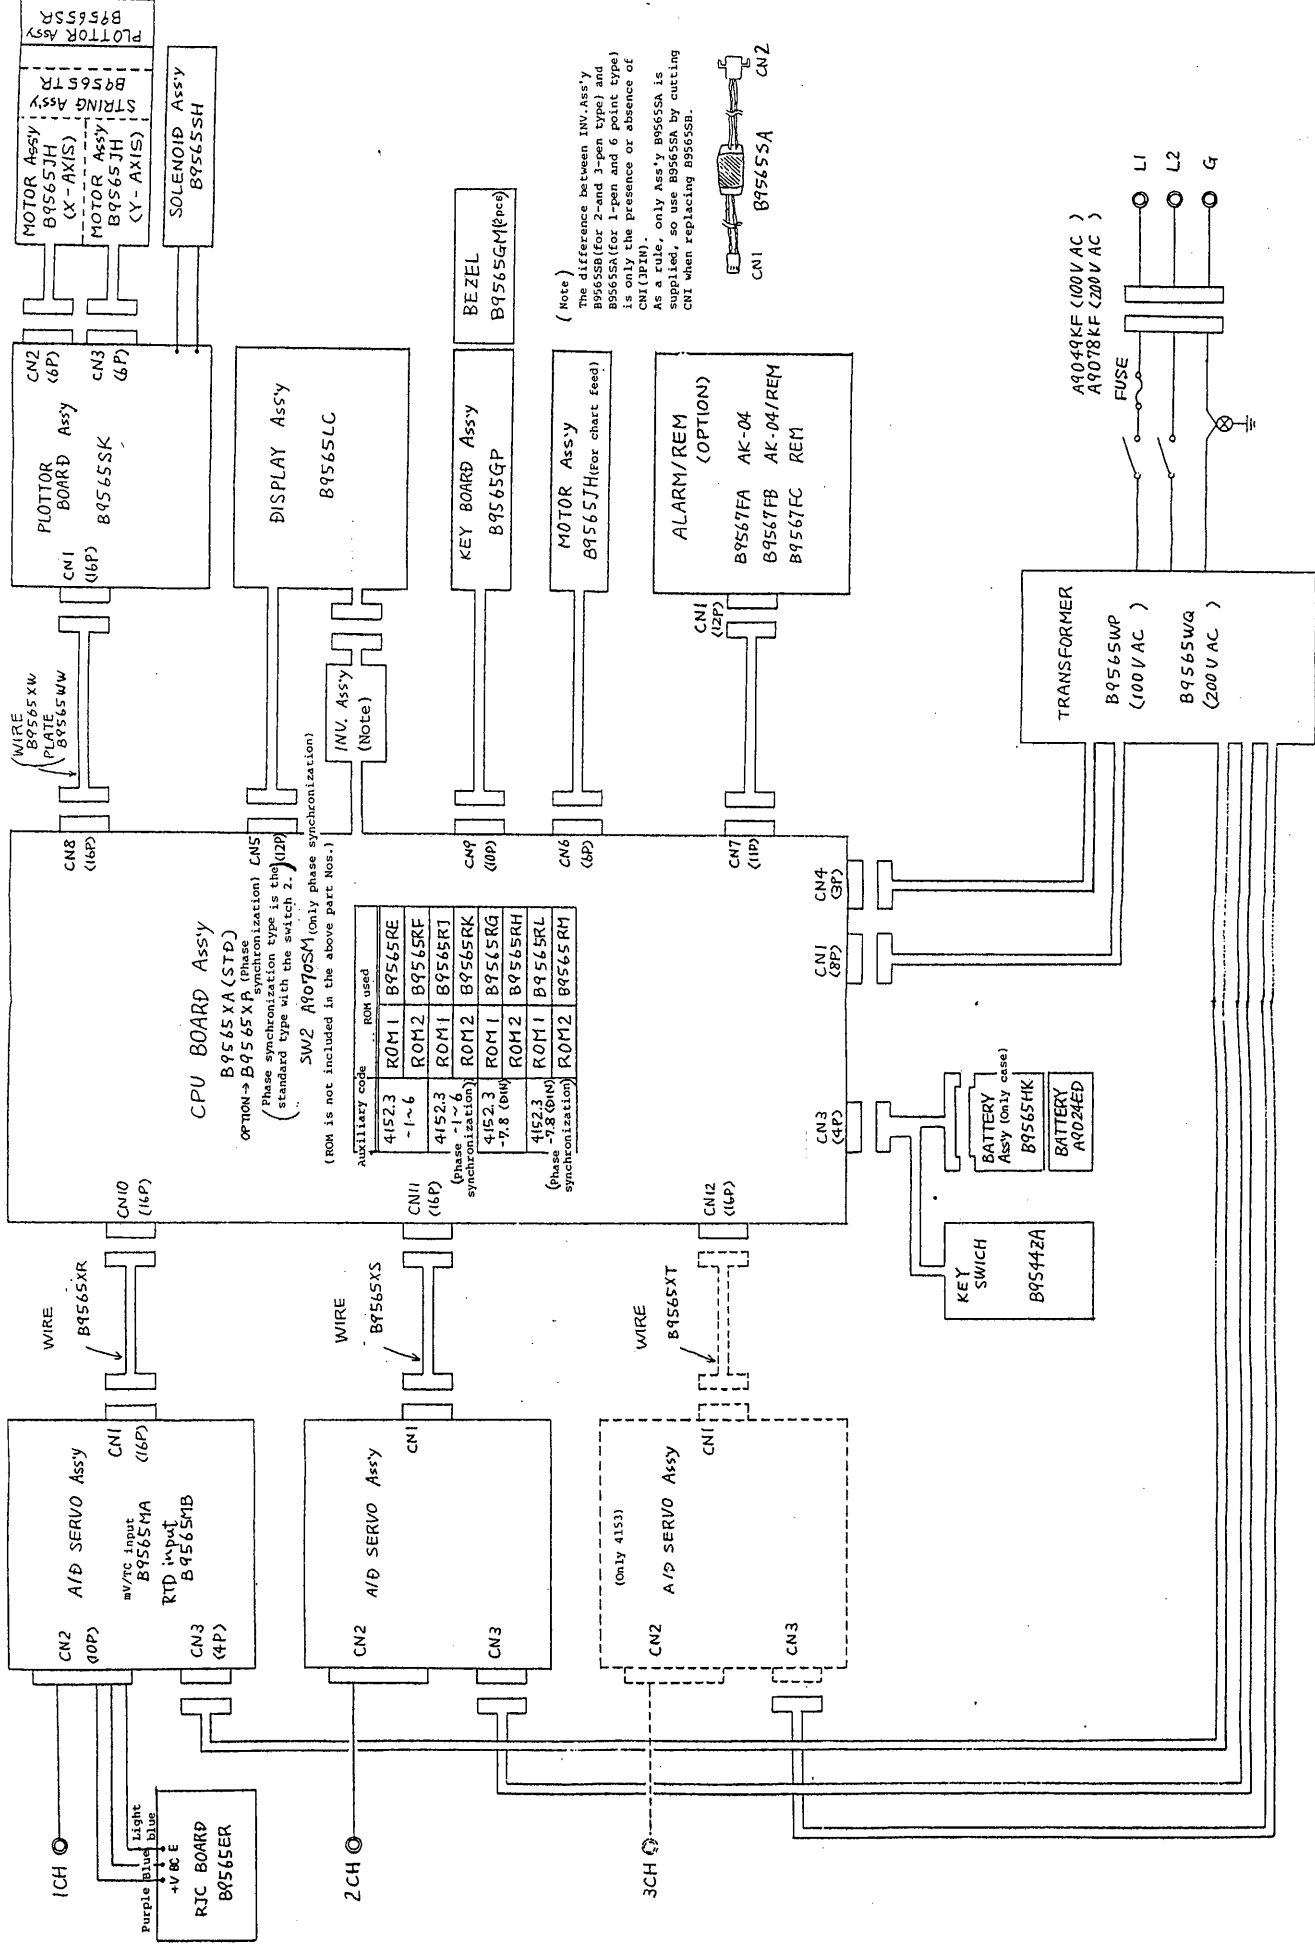 1CH
Purple
Blue
Light
blue
+V BC E
RJC BOARD
B9565ER
2CH
3CH
CN2
(10P)
A/D SERVO Ass'y
mV/TC input
B9565MA
RTD input
B9565MB
CN1
(16P)
CN3
(4P)
CN2
A/D SERVO Ass'y
CN1
CN3
(Only 4153)
CN2
A/D SERVO Ass'y
CN1
CN3
WIRE
B9565XR
WIRE
B9565XS
WIRE
B9565XT
CN10
(16P)
CN11
(16P)
CN12
(16P)
CPU BOARD Ass'y
B9565XA (STD)
OPTION→ B9565XB (Phase
synchronization)
(Phase synchronization type is the
standard type with the switch 2.)
SW2 A9070SM (Only phase synchronization)
(ROM is not included in the above part Nos.)
Auxiliary code ROM used
4152.3
-1~6
ROM1 B9565RE
ROM2 B9565RF
4152.3
-1~6
(Phase
synchronization)
ROM1 B9565RJ
ROM2 B9565RK
4152.3
-7.8 (DIN)
ROM1 B9565RG
ROM2 B9565RH
4152.3
-7.8 (DIN)
(Phase
synchronization)
ROM1 B9565RL
ROM2 B9565RM
CN8
(16P)
CN5
(12P)
CN9
(10P)
CN6
(6P)
CN7
(11P)
CN3
(4P)
CN1
(8P)
CN4
(3P)
KEY
SWICH
B9544ZA
BATTERY
Ass'y (Only case)
B9565HK
BATTERY
A9024ED
(WIRE
B9565XW
PLATE
B9565WW
INV. Ass'y
(Note)
CN1
(16P)
PLOTTOR
BOARD Ass'y
B9565SK
CN2
(6P)
CN3
(6P)
MOTOR Ass'y
B9565JH
(X-AXIS)
MOTOR Ass'y
B9565JH
(Y-AXIS)
STRING Ass'y
B9565TR
PLOTTOR Assy
B9565SR
SOLENOID Ass'y
B9565SH
DISPLAY Ass'y
B9565LC
KEY BOARD Ass'y
B9565GP
BEZEL
B9565GM(2pcs)
MOTOR Ass'y
B9565JH(For chart feed)
CN1
(12P)
ALARM/REM
(OPTION)
B9567FA AK-04
B9567FB AK-04/REM
B9567FC REM
(Note)
The difference between INV.Ass'y
B9565SB(for 2-and 3-pen type) and
B9565SA(for 1-pen and 6 point type)
is only the presence or absence of
CN1(3PIN).
As a rule, only Ass'y B9565SA is
supplied, so use B9565SA by cutting
CN1 when replacing B9565SB.
CN1
B9565SA
CN2
TRANSFORMER
B9565WP
(100V AC )
B9565WQ
(200V AC )
A9049KF (100V AC )
A9078KF (200V AC )
FUSE
L1
L2
G